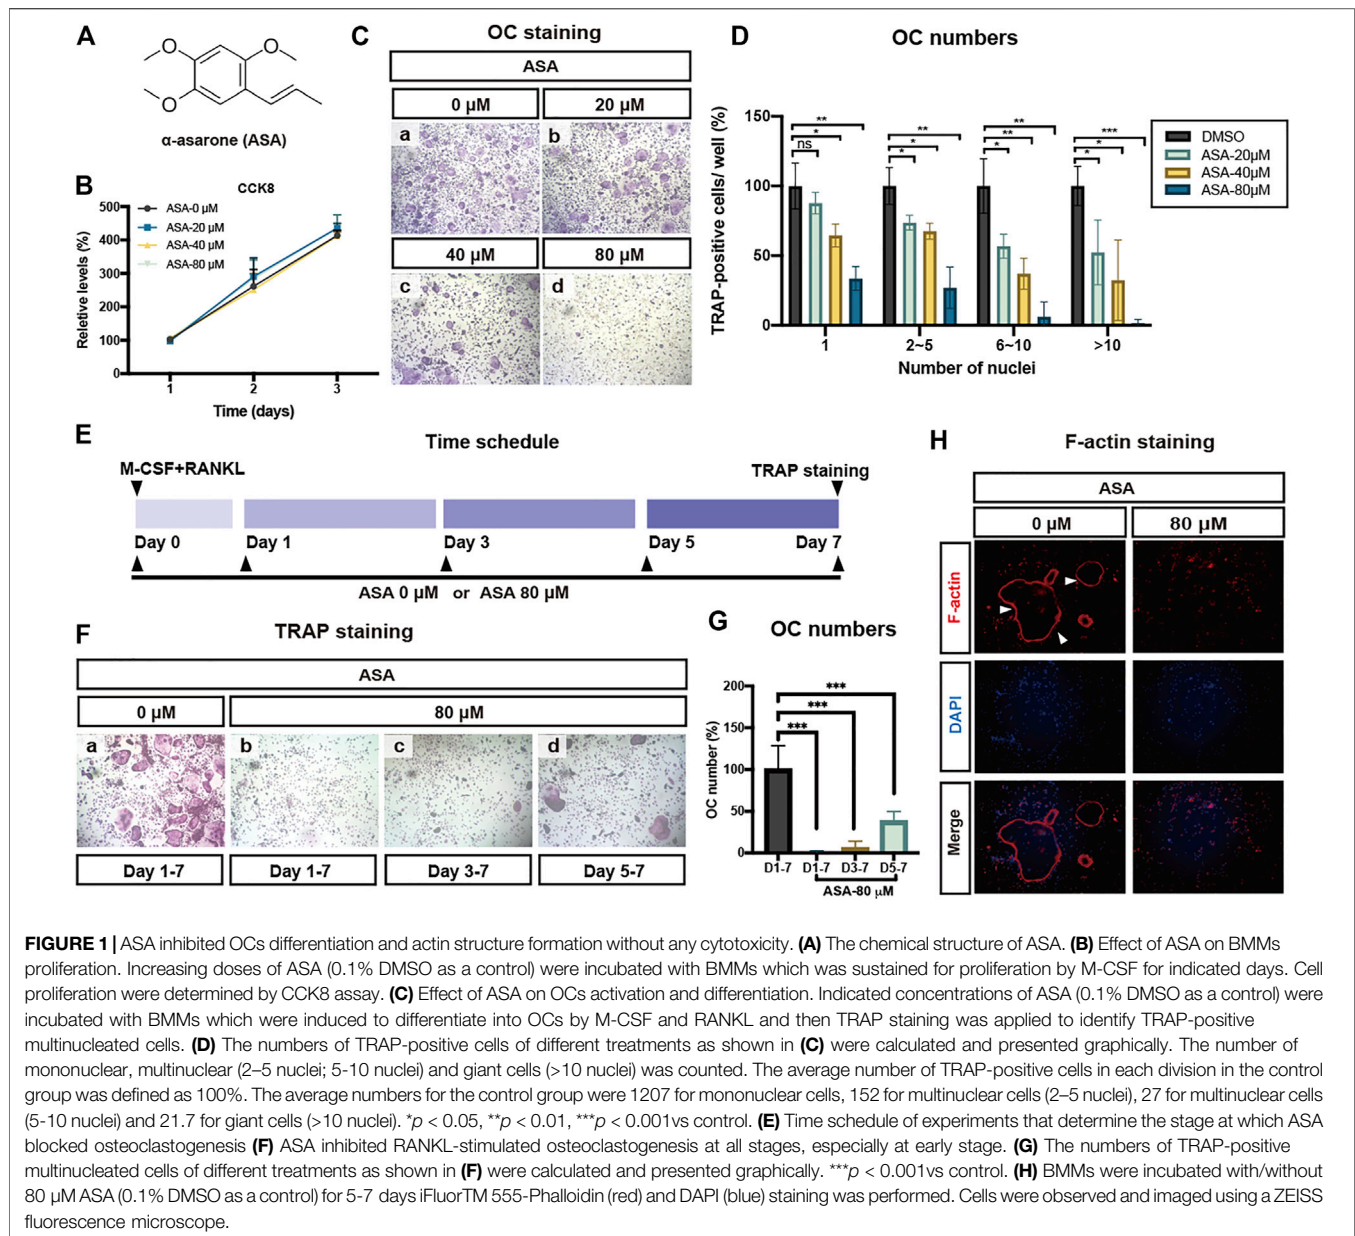 A
O
O
O
α-asarone (ASA)
B
CCK8
ASA-0 μM
ASA-20 μM
ASA-40 μM
ASA-80 μM
500
400
300
200
100
0
Reletive levels (%)
1 2 3
Time (days)
C
OC staining
ASA
0 μM 20 μM
a b
40 μM 80 μM
c d
D
OC numbers
TRAP-positive cells/ well (%)
150
100
50
0
** * ns
** * *
** ** *
*** * *
1 2~5 6~10 >10
Number of nuclei
DMSO
ASA-20μM
ASA-40μM
ASA-80μM
E
Time schedule
M-CSF+RANKL TRAP staining
Day 0 Day 1 Day 3 Day 5 Day 7
ASA 0 μM or ASA 80 μM
F
TRAP staining
ASA
0 μM 80 μM
a b c d
Day 1-7 Day 1-7 Day 3-7 Day 5-7
G
OC numbers
OC number (%)
200
150
100
50
0
***
***
***
D1-7 D1-7 D3-7 D5-7
ASA-80 μM
H
F-actin staining
ASA
0 μM 80 μM
F-actin
DAPI
Merge
FIGURE 1 | ASA inhibited OCs differentiation and actin structure formation without any cytotoxicity. (A) The chemical structure of ASA. (B) Effect of ASA on BMMs
proliferation. Increasing doses of ASA (0.1% DMSO as a control) were incubated with BMMs which was sustained for proliferation by M-CSF for indicated days. Cell
proliferation were determined by CCK8 assay. (C) Effect of ASA on OCs activation and differentiation. Indicated concentrations of ASA (0.1% DMSO as a control) were
incubated with BMMs which were induced to differentiate into OCs by M-CSF and RANKL and then TRAP staining was applied to identify TRAP-positive
multinucleated cells. (D) The numbers of TRAP-positive cells of different treatments as shown in (C) were calculated and presented graphically. The number of
mononuclear, multinuclear (2–5 nuclei; 5-10 nuclei) and giant cells (>10 nuclei) was counted. The average number of TRAP-positive cells in each division in the control
group was defined as 100%. The average numbers for the control group were 1207 for mononuclear cells, 152 for multinuclear cells (2–5 nuclei), 27 for multinuclear cells
(5-10 nuclei) and 21.7 for giant cells (>10 nuclei). *p < 0.05, **p < 0.01, ***p < 0.001vs control. (E) Time schedule of experiments that determine the stage at which ASA
blocked osteoclastogenesis (F) ASA inhibited RANKL-stimulated osteoclastogenesis at all stages, especially at early stage. (G) The numbers of TRAP-positive
multinucleated cells of different treatments as shown in (F) were calculated and presented graphically. ***p < 0.001vs control. (H) BMMs were incubated with/without
80 μM ASA (0.1% DMSO as a control) for 5-7 days iFluorTM 555-Phalloidin (red) and DAPI (blue) staining was performed. Cells were observed and imaged using a ZEISS
fluorescence microscope.